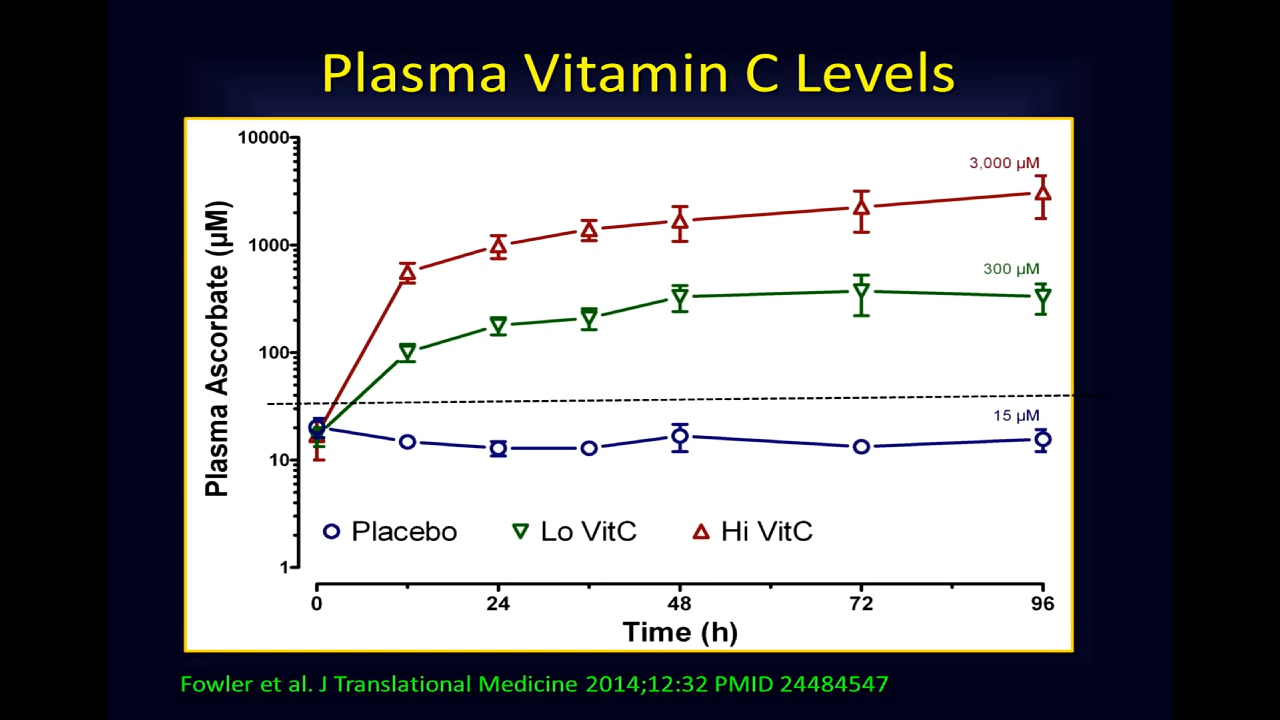 Plasma Vitamin C Levels
10000
3,000 µM
1000
300 µM
100
15 µM
10
1
Plasma Ascorbate (µM)
Placebo Lo VitC Hi VitC
0 24 48 72 96
Time (h)
Fowler et al. J Translational Medicine 2014;12:32 PMID 24484547